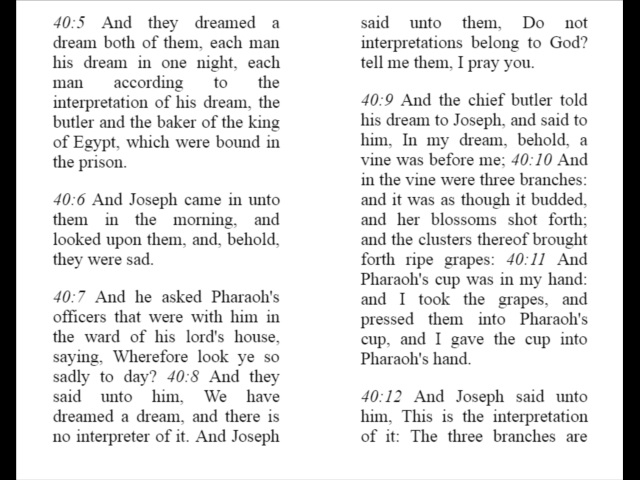 40:5 And they dreamed a
dream both of them, each man
his dream in one night, each
man according to the
interpretation of his dream, the
butler and the baker of the king
of Egypt, which were bound in
the prison.
40:6 And Joseph came in unto
them in the morning, and
looked upon them, and, behold,
they were sad.
40:7 And he asked Pharaoh's
officers that were with him in
the ward of his lord's house,
saying, Wherefore look ye so
sadly to day? 40:8 And they
said unto him, We have
dreamed a dream, and there is
no interpreter of it. And Joseph
said unto them, Do not
interpretations belong to God?
tell me them, I pray you.
40:9 And the chief butler told
his dream to Joseph, and said to
him, In my dream, behold, a
vine was before me; 40:10 And
in the vine were three branches:
and it was as though it budded,
and her blossoms shot forth;
and the clusters thereof brought
forth ripe grapes: 40:11 And
Pharaoh's cup was in my hand:
and I took the grapes, and
pressed them into Pharaoh's
cup, and I gave the cup into
Pharaoh's hand.
40:12 And Joseph said unto
him, This is the interpretation
of it: The three branches are